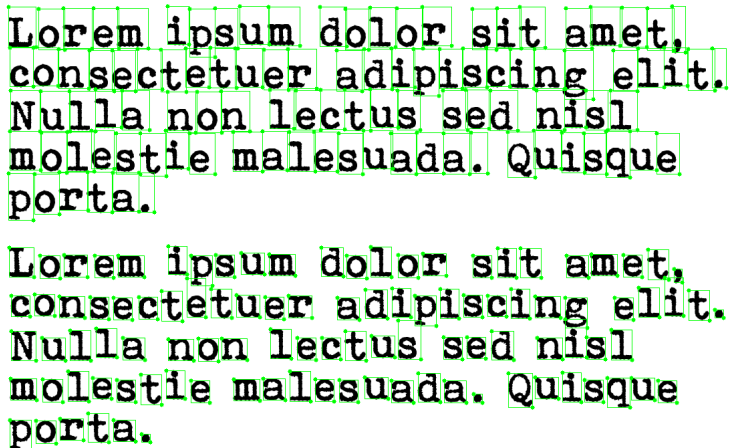 Lorem ipsum dolor sit amet,
consectetuer adipiscing elit.
Nulla non lectus sed nisl
molestie malesuada. Quisque
porta.
Lorem ipsum dolor sit amet,
consectetuer adipiscing elit.
Nulla non lectus sed nisl
molestie malesuada. Quisque
porta.